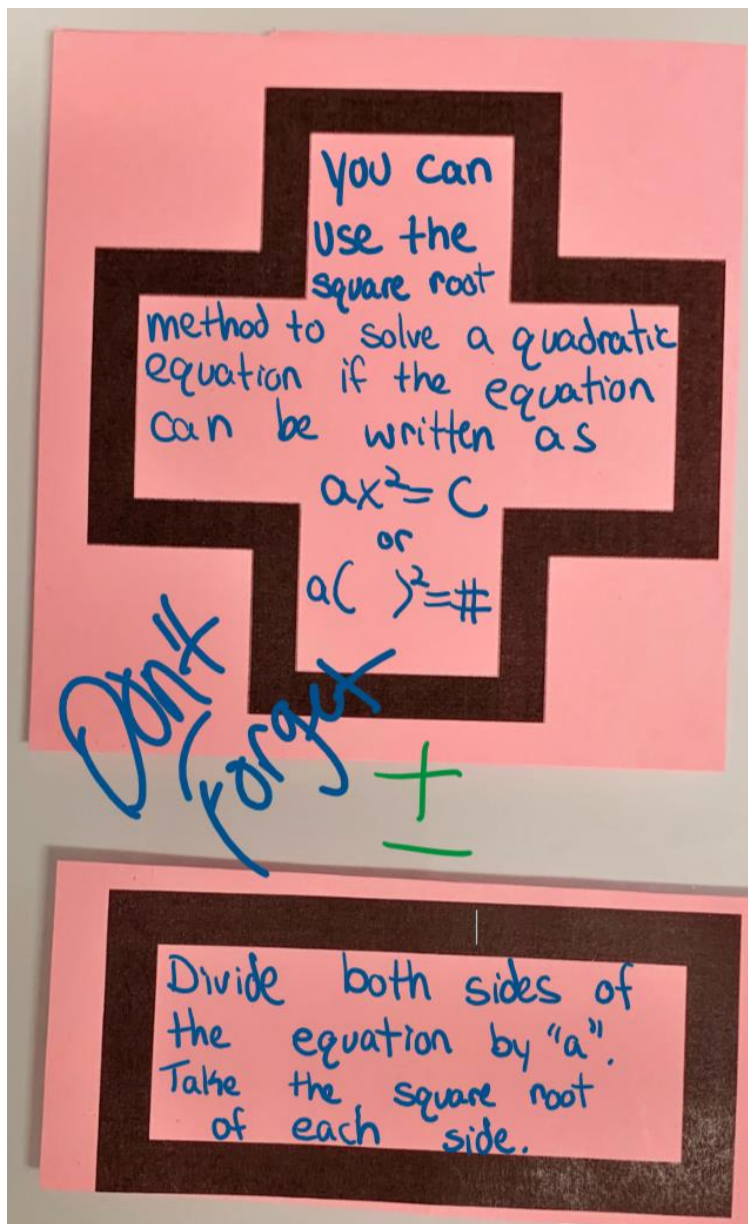 You can
use the
square root
method to solve a quadratic
equation if the equation
can be written as
ax²= C
or
a( )²=#
Don't
forget
±
Divide both sides of
the equation by "a".
Take the square root
of each side.